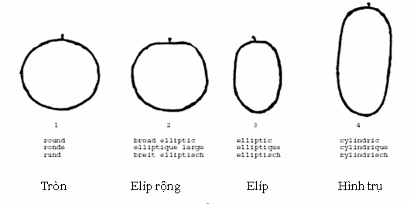 1 2 3 4
round broad elliptic elliptic cylindric
ronde elliptique large elliptique cylindrique
rund breit elliptisch elliptisch zylindrisch
Tròn Elíp rộng Elíp Hình trụ